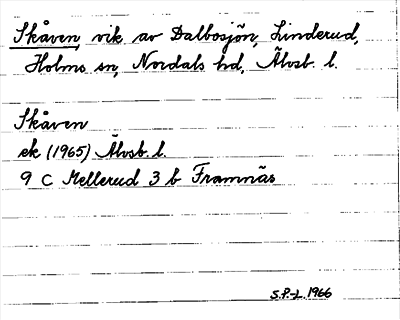 Skåven, vik av Dalbosjön, Linderud,
Holms sn, Nordals hd, Älvsb. l.
Skåven
ek (1965) Älvsb. l.
9 C Mellerud 3 b Framnäs
S.P-L. 1966